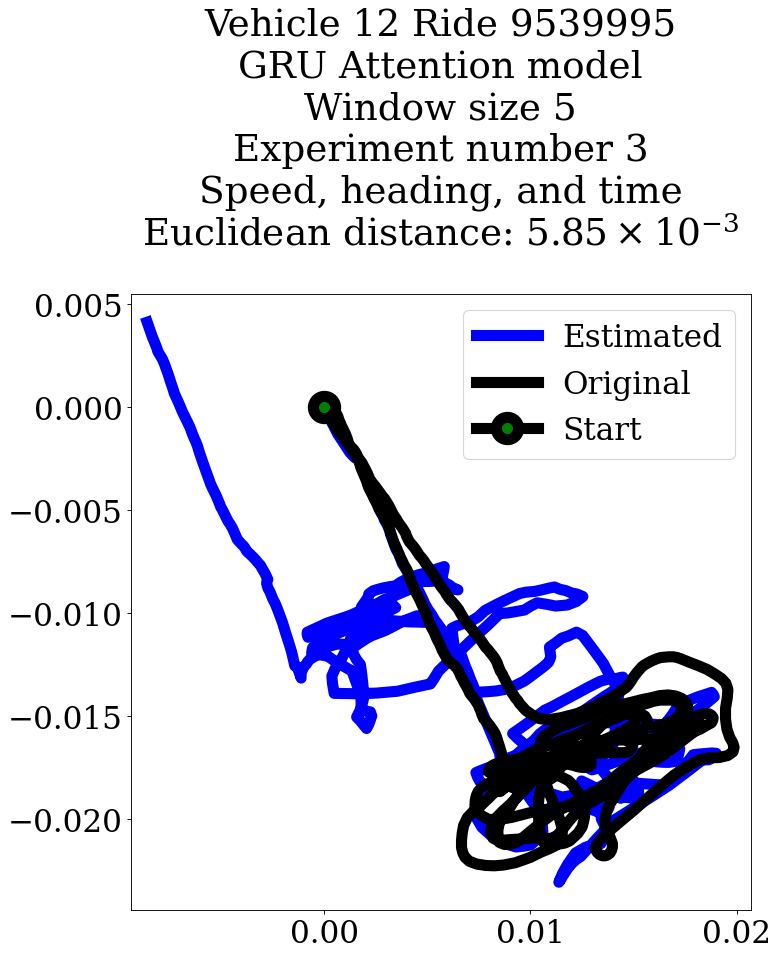 Vehicle 12 Ride 9539995
GRU Attention model
Window size 5
Experiment number 3
Speed, heading, and time
Euclidean distance: 5.85 × 10⁻³
Estimated
Original
Start
0.005
0.000
−0.005
−0.010
−0.015
−0.020
0.00 0.01 0.02